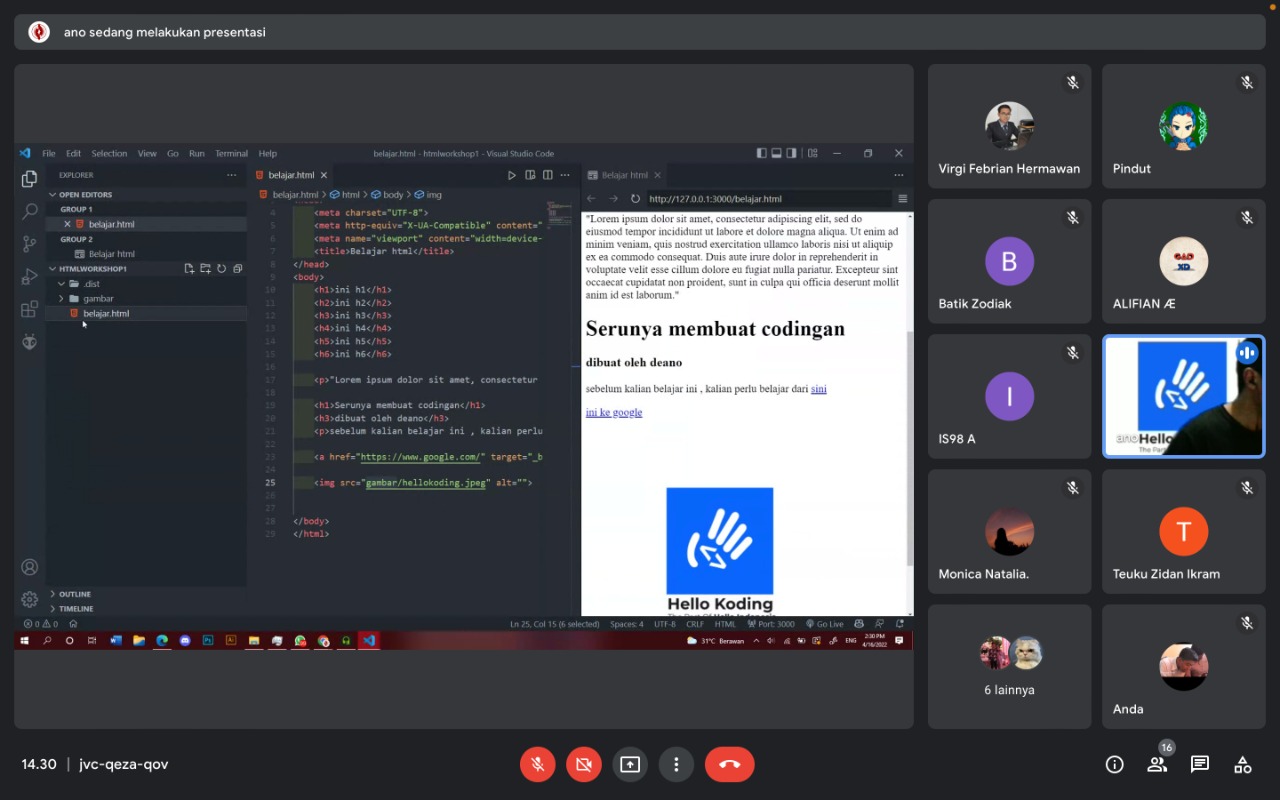 ano sedang melakukan presentasi
File Edit Selection View Go Run Terminal Help
belajar.html - htmlworkshop1 - Visual Studio Code
EXPLORER
OPEN EDITORS
GROUP 1
belajar.html
GROUP 2
Belajar html
HTMLWORKSHOP1
.dist
gambar
belajar.html
OUTLINE
TIMELINE
belajar.html
belajar.html > html > body > img
4 <meta charset="UTF-8">
5 <meta http-equiv="X-UA-Compatible" content="
6 <meta name="viewport" content="width=device-
7 <title>Belajar html</title>
8 </head>
9 <body>
10 <h1>ini h1</h1>
11 <h2>ini h2</h2>
12 <h3>ini h3</h3>
13 <h4>ini h4</h4>
14 <h5>ini h5</h5>
15 <h6>ini h6</h6>
16
17 <p>"Lorem ipsum dolor sit amet, consectetur
18
19 <h1>Serunya membuat codingan</h1>
20 <h3>dibuat oleh deano</h3>
21 <p>sebelum kalian belajar ini , kalian perlu
22
23 <a href="https://www.google.com/" target="_b
24
25 <img src="gambar/hellokoding.jpeg" alt="">
26
27
28 </body>
29 </html>
Belajar html
http://127.0.0.1:3000/belajar.html
"Lorem ipsum dolor sit amet, consectetur adipiscing elit, sed do
eiusmod tempor incididunt ut labore et dolore magna aliqua. Ut enim ad
minim veniam, quis nostrud exercitation ullamco laboris nisi ut aliquip
ex ea commodo consequat. Duis aute irure dolor in reprehenderit in
voluptate velit esse cillum dolore eu fugiat nulla pariatur. Excepteur sint
occaecat cupidatat non proident, sunt in culpa qui officia deserunt mollit
anim id est laborum."
Serunya membuat codingan
dibuat oleh deano
sebelum kalian belajar ini , kalian perlu belajar dari sini
ini ke google
Hello Koding
0 0
Ln 25, Col 15 (6 selected) Spaces: 4 UTF-8 CRLF HTML Port: 3000 Go Live
31°C Berawan ENG 2:30 PM
4/16/2022
Virgi Febrian Hermawan
Pindut
B
Batik Zodiak
ALIFIAN Æ
I
IS98 A
ano
Hello
Monica Natalia.
T
Teuku Zidan Ikram
6 lainnya
Anda
14.30 | jvc-qeza-qov
16